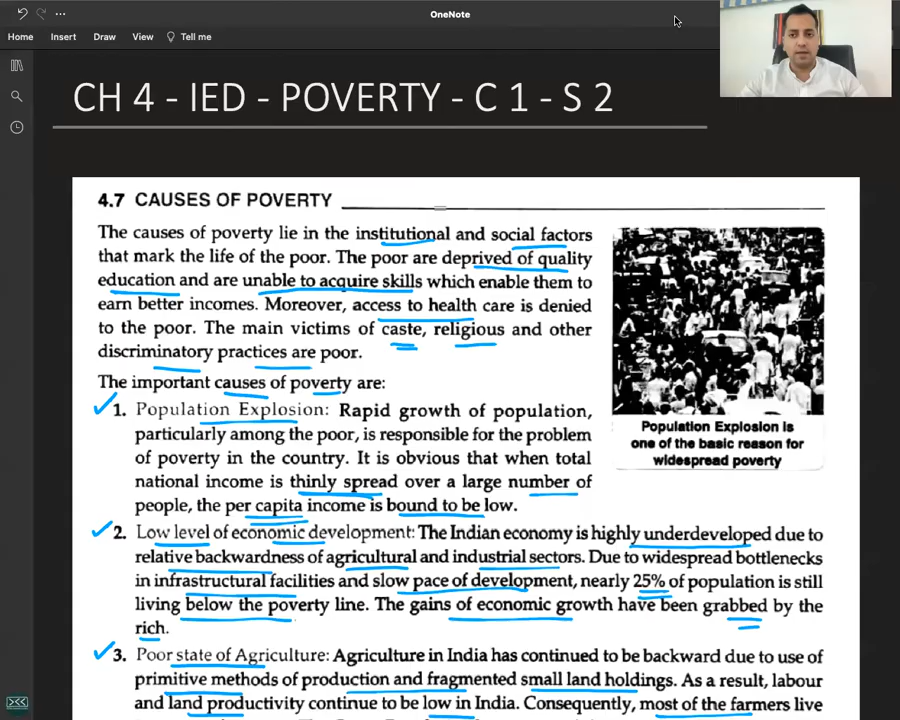 OneNote
Home Insert Draw View Tell me
CH 4 - IED - POVERTY - C 1 - S 2
4.7 CAUSES OF POVERTY
The causes of poverty lie in the institutional and social factors
that mark the life of the poor. The poor are deprived of quality
education and are unable to acquire skills which enable them to
earn better incomes. Moreover, access to health care is denied
to the poor. The main victims of caste, religious and other
discriminatory practices are poor.
The important causes of poverty are:
1. Population Explosion: Rapid growth of population,
particularly among the poor, is responsible for the problem
of poverty in the country. It is obvious that when total
national income is thinly spread over a large number of
people, the per capita income is bound to be low.
Population Explosion is
one of the basic reason for
widespread poverty
2. Low level of economic development: The Indian economy is highly underdeveloped due to
relative backwardness of agricultural and industrial sectors. Due to widespread bottlenecks
in infrastructural facilities and slow pace of development, nearly 25% of population is still
living below the poverty line. The gains of economic growth have been grabbed by the
rich.
3. Poor state of Agriculture: Agriculture in India has continued to be backward due to use of
primitive methods of production and fragmented small land holdings. As a result, labour
and land productivity continue to be low in India. Consequently, most of the farmers live